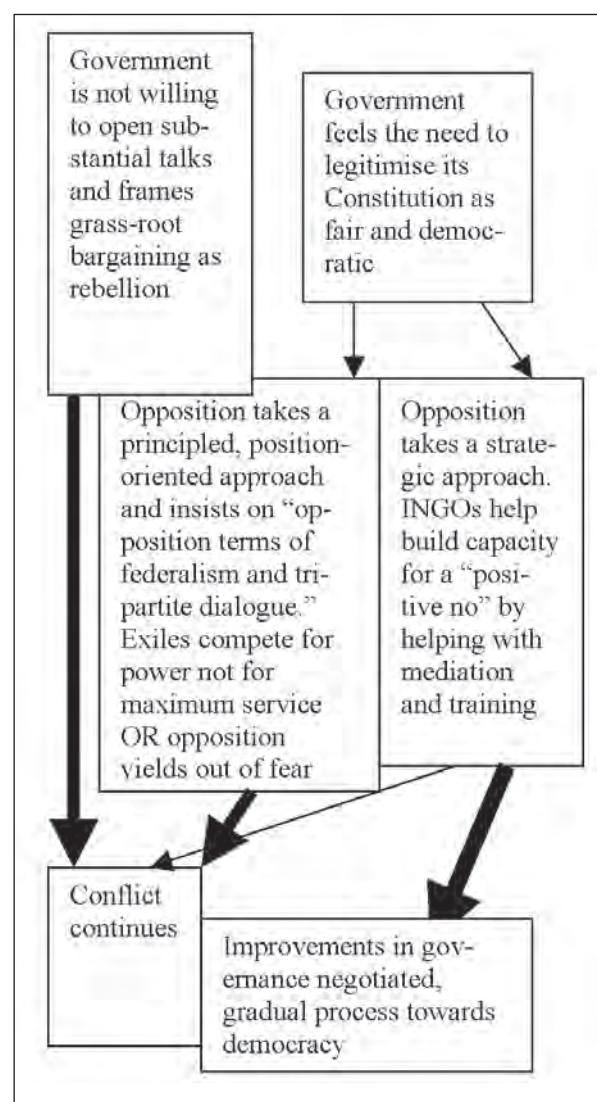 Government
is not willing
to open sub-
stantial talks
and frames
grass-root
bargaining as
rebellion
Government
feels the need to
legitimise its
Constitution as
fair and democ-
ratic
Opposition takes a
principled, position-
oriented approach
and insists on “op-
position terms of
federalism and tri-
partite dialogue.”
Exiles compete for
power not for
maximum service
OR opposition
yields out of fear
Opposition
takes a strate-
gic approach.
INGOs help
build capacity
for a “posi-
tive no” by
helping with
mediation
and training
Conflict
continues
Improvements in gov-
ernance negotiated,
gradual process towards
democracy